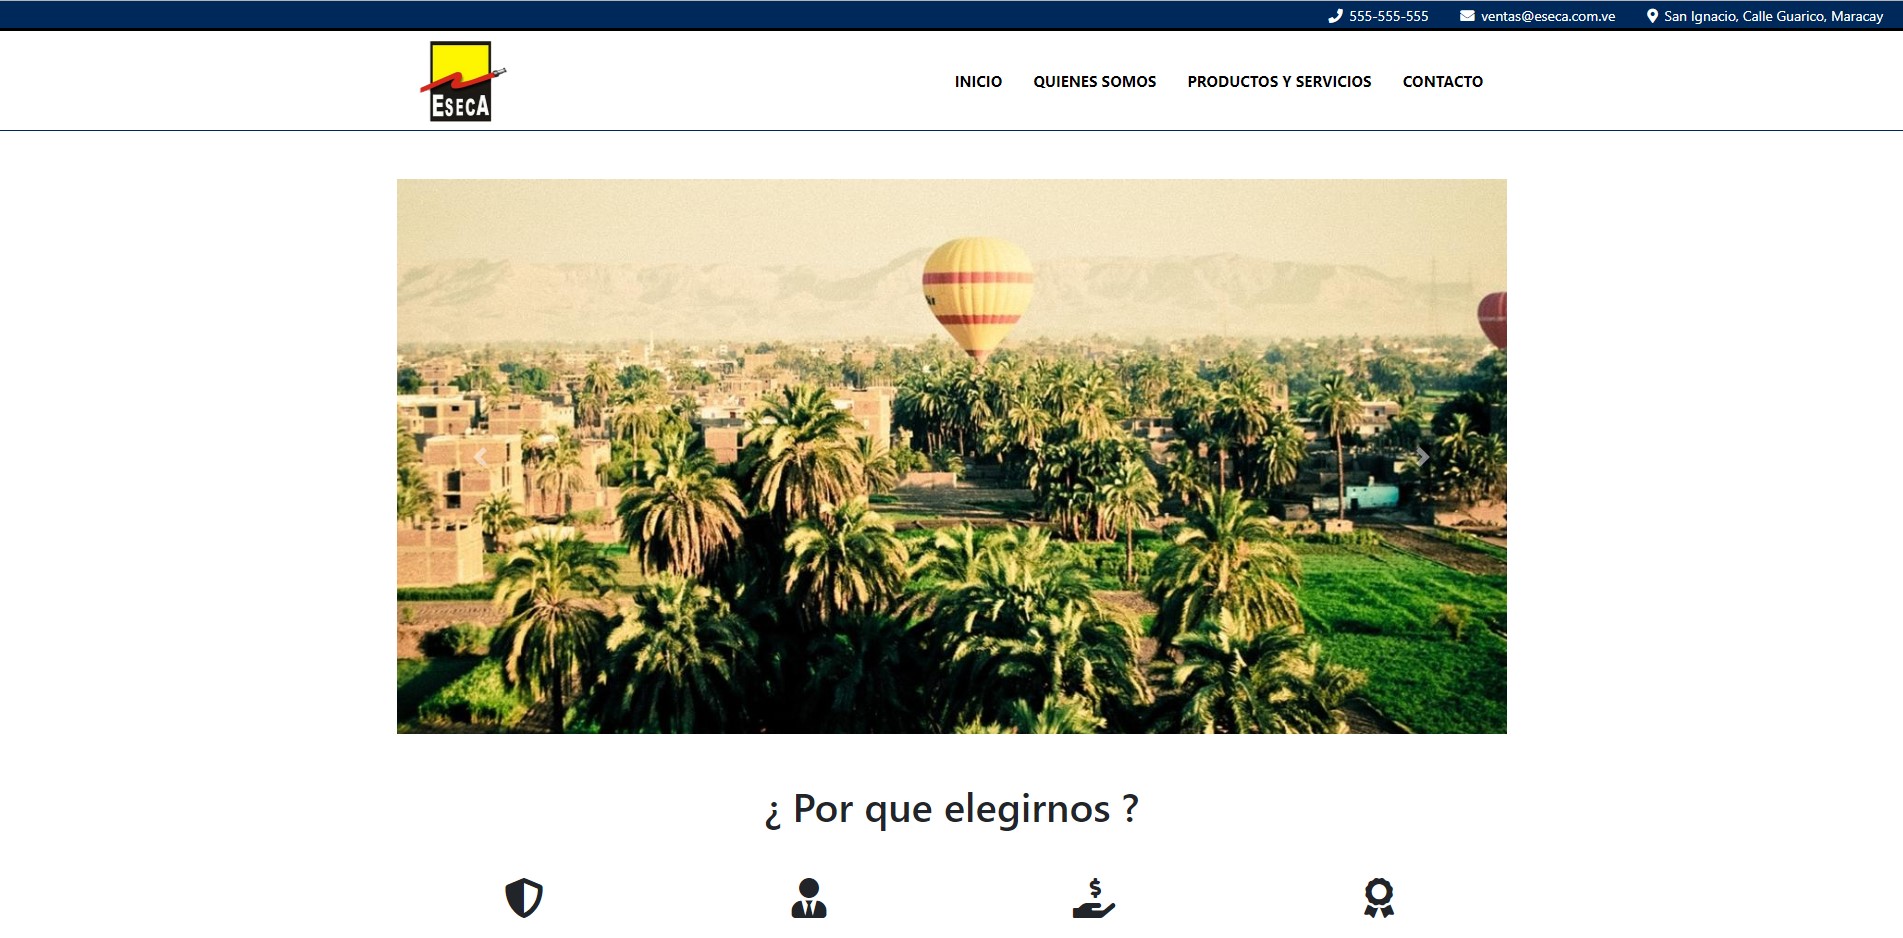 555-555-555 ventas@eseca.com.ve San Ignacio, Calle Guarico, Maracay
ESECA
INICIO QUIENES SOMOS PRODUCTOS Y SERVICIOS CONTACTO
¿ Por que elegirnos ?
$